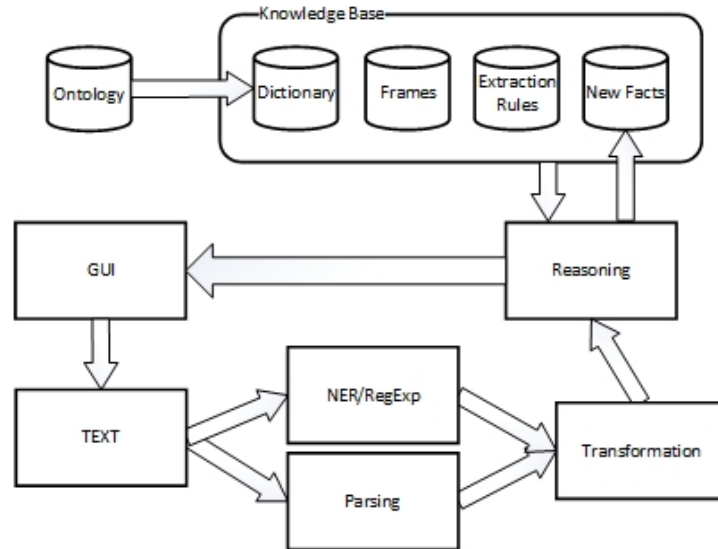 Knowledge Base
Ontology
Dictionary
Frames
Extraction
Rules
New Facts
GUI
Reasoning
TEXT
NER/RegExp
Parsing
Transformation